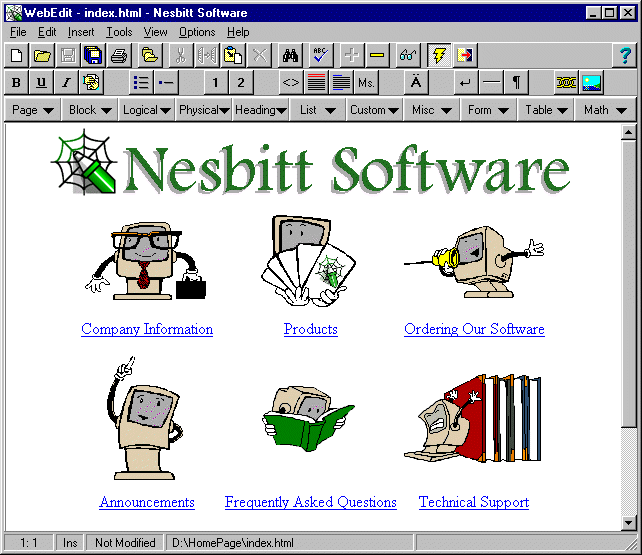 WebEdit - index.html - Nesbitt Software
File Edit Insert Tools View Options Help
ABC ?
B U I 1 2 <> Ms. Ä ¶
Page Block Logical Physical Heading List Custom Misc Form Table Math
Nesbitt Software
Company Information Products Ordering Our Software
Announcements Frequently Asked Questions Technical Support
1: 1 Ins Not Modified D:\HomePage\index.html